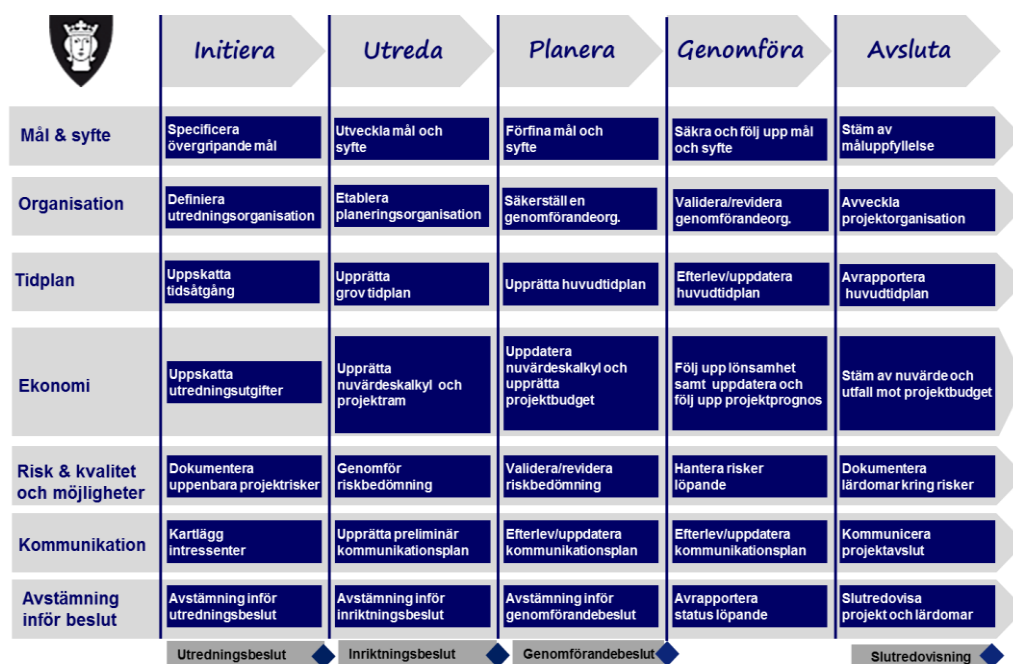 Initiera
Utreda
Planera
Genomföra
Avsluta
Mål & syfte
Specificera
övergripande mål
Utveckla mål och
syfte
Förfina mål och
syfte
Säkra och följ upp mål
och syfte
Stäm av
måluppfyllelse
Organisation
Definiera
utredningsorganisation
Etablera
planeringsorganisation
Säkerställ en
genomförandeorg.
Validera/revidera
genomförandeorg.
Avveckla
projektorganisation
Tidplan
Uppskatta
tidsåtgång
Upprätta
grov tidplan
Upprätta huvudtidplan
Efterlev/uppdatera
huvudtidplan
Avrapportera
huvudtidplan
Ekonomi
Uppskatta
utredningsutgifter
Upprätta
nuvärdeskalkyl och
projektram
Uppdatera
nuvärdeskalkyl och
upprätta
projektbudget
Följ upp lönsamhet
samt uppdatera och
följ upp projektprognos
Stäm av nuvärde och
utfall mot projektbudget
Risk & kvalitet
och möjligheter
Dokumentera
uppenbara projektrisker
Genomför
riskbedömning
Validera/revidera
riskbedömning
Hantera risker
löpande
Dokumentera
lärdomar kring risker
Kommunikation
Kartlägg
intressenter
Upprätta preliminär
kommunikationsplan
Efterlev/uppdatera
kommunikationsplan
Efterlev/uppdatera
kommunikationsplan
Kommunicera
projektavslut
Avstämning
inför beslut
Avstämning inför
utredningsbeslut
Avstämning inför
inriktningsbeslut
Avstämning inför
genomförandebeslut
Avrapportera
status löpande
Slutredovisa
projekt och lärdomar
Utredningsbeslut
Inriktningsbeslut
Genomförandebeslut
Slutredovisning